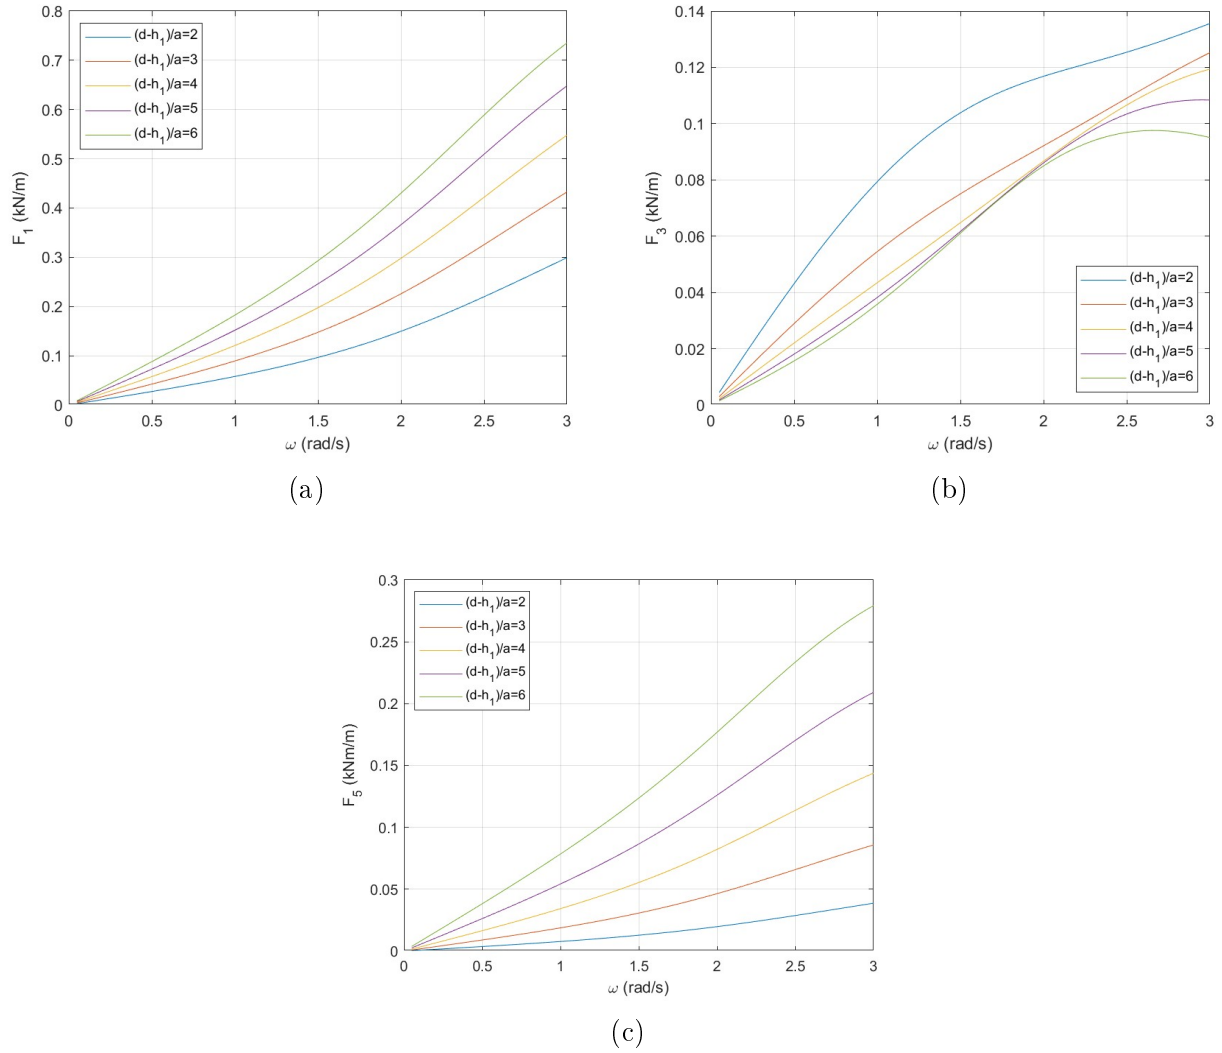 0.8
0.7
0.6
0.5
0.4
0.3
0.2
0.1
0
F1 (kN/m)
(d-h1)/a=2
(d-h1)/a=3
(d-h1)/a=4
(d-h1)/a=5
(d-h1)/a=6
0 0.5 1 1.5 2 2.5 3
ω (rad/s)
(a)
0.14
0.12
0.1
0.08
0.06
0.04
0.02
0
F3 (kN/m)
(d-h1)/a=2
(d-h1)/a=3
(d-h1)/a=4
(d-h1)/a=5
(d-h1)/a=6
0 0.5 1 1.5 2 2.5 3
ω (rad/s)
(b)
0.3
0.25
0.2
0.15
0.1
0.05
0
F5 (kNm/m)
(d-h1)/a=2
(d-h1)/a=3
(d-h1)/a=4
(d-h1)/a=5
(d-h1)/a=6
0 0.5 1 1.5 2 2.5 3
ω (rad/s)
(c)